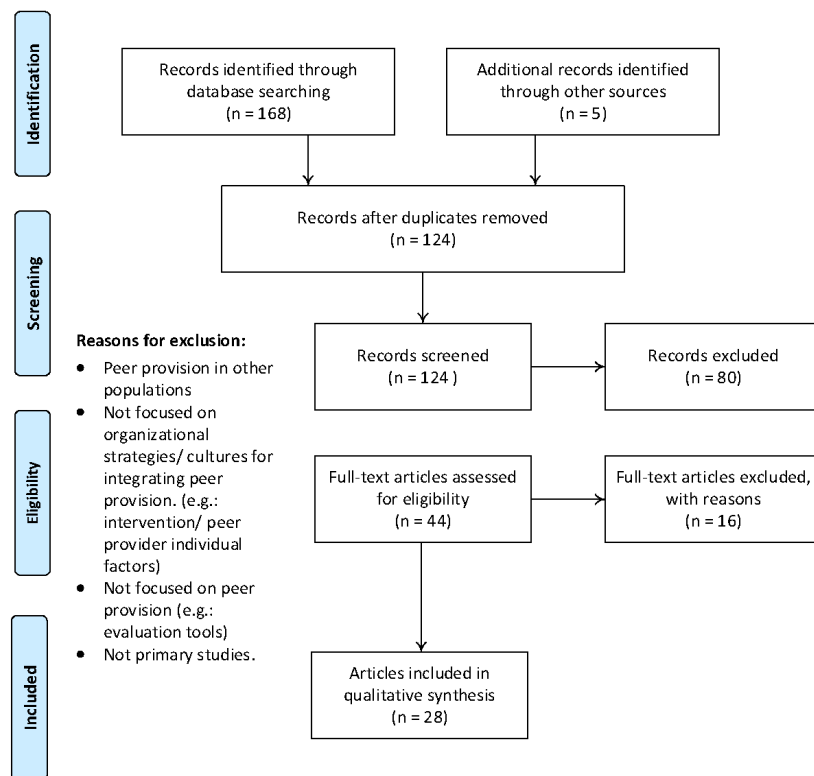 Identification
Records identified through
database searching
(n = 168)
Additional records identified
through other sources
(n = 5)
Records after duplicates removed
(n = 124)
Screening
Records screened
(n = 124 )
Records excluded
(n = 80)
Reasons for exclusion:
• Peer provision in other
populations
• Not focused on
organizational
strategies/ cultures for
integrating peer
provision. (e.g.:
intervention/ peer
provider individual
factors)
• Not focused on peer
provision (e.g.:
evaluation tools)
• Not primary studies.
Eligibility
Full-text articles assessed
for eligibility
(n = 44)
Full-text articles excluded,
with reasons
(n = 16)
Included
Articles included in
qualitative synthesis
(n = 28)